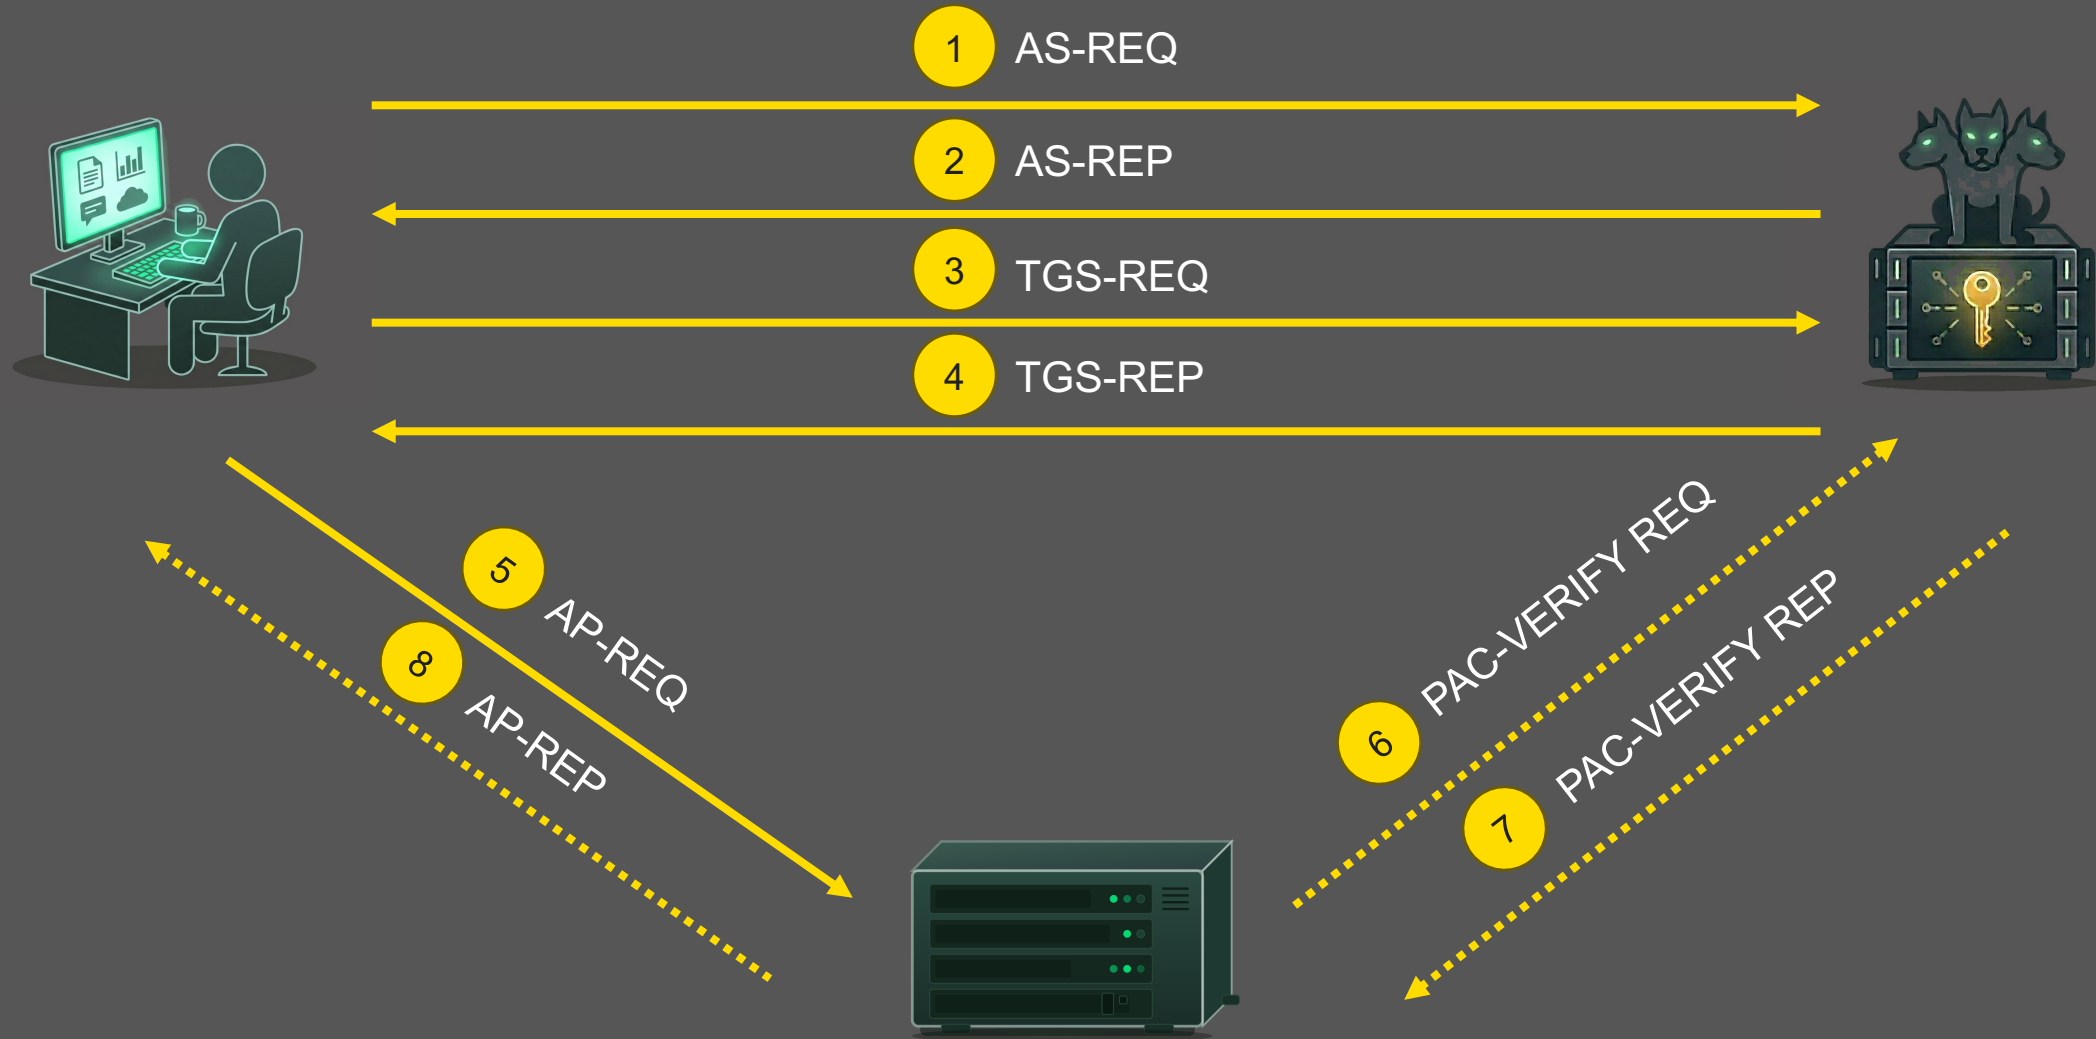 1 AS-REQ
2 AS-REP
3 TGS-REQ
4 TGS-REP
5 AP-REQ
6 PAC-VERIFY REQ
7 PAC-VERIFY REP
8 AP-REP